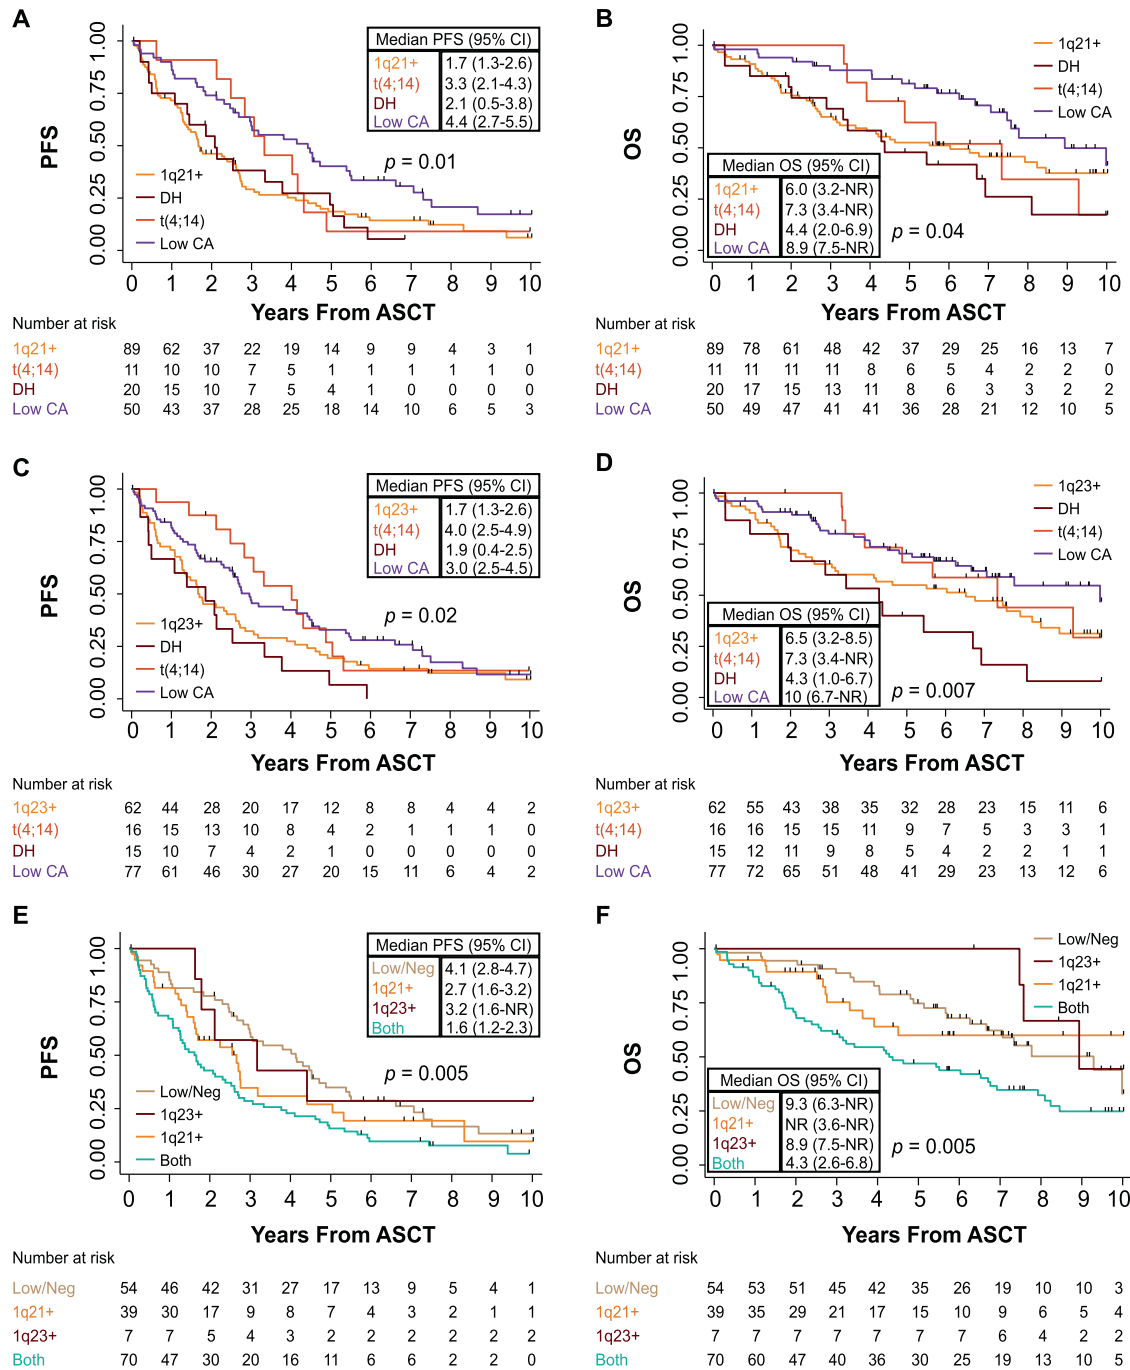 A
PFS
1.00
0.75
0.50
0.25
0.00
Median PFS (95% CI)
1q21+ 1.7 (1.3-2.6)
t(4;14) 3.3 (2.1-4.3)
DH 2.1 (0.5-3.8)
Low CA 4.4 (2.7-5.5)
p = 0.01
1q21+
DH
t(4;14)
Low CA
0 1 2 3 4 5 6 7 8 9 10
Years From ASCT
Number at risk
1q21+ 89 62 37 22 19 14 9 9 4 3 1
t(4;14) 11 10 10 7 5 1 1 1 1 1 0
DH 20 15 10 7 5 4 1 0 0 0 0
Low CA 50 43 37 28 25 18 14 10 6 5 3
B
OS
1.00
0.75
0.50
0.25
0.00
1q21+
DH
t(4;14)
Low CA
Median OS (95% CI)
1q21+ 6.0 (3.2-NR)
t(4;14) 7.3 (3.4-NR)
DH 4.4 (2.0-6.9)
Low CA 8.9 (7.5-NR)
p = 0.04
0 1 2 3 4 5 6 7 8 9 10
Years From ASCT
Number at risk
1q21+ 89 78 61 48 42 37 29 25 16 13 7
t(4;14) 11 11 11 11 8 6 5 4 2 2 0
DH 20 17 15 13 11 8 6 3 3 2 2
Low CA 50 49 47 41 41 36 28 21 12 10 5
C
PFS
1.00
0.75
0.50
0.25
0.00
Median PFS (95% CI)
1q23+ 1.7 (1.3-2.6)
t(4;14) 4.0 (2.5-4.9)
DH 1.9 (0.4-2.5)
Low CA 3.0 (2.5-4.5)
p = 0.02
1q23+
DH
t(4;14)
Low CA
0 1 2 3 4 5 6 7 8 9 10
Years From ASCT
Number at risk
1q23+ 62 44 28 20 17 12 8 8 4 4 2
t(4;14) 16 15 13 10 8 4 2 1 1 1 0
DH 15 10 7 4 2 1 0 0 0 0 0
Low CA 77 61 46 30 27 20 15 11 6 4 2
D
OS
1.00
0.75
0.50
0.25
0.00
1q23+
DH
t(4;14)
Low CA
Median OS (95% CI)
1q23+ 6.5 (3.2-8.5)
t(4;14) 7.3 (3.4-NR)
DH 4.3 (1.0-6.7)
Low CA 10 (6.7-NR)
p = 0.007
0 1 2 3 4 5 6 7 8 9 10
Years From ASCT
Number at risk
1q23+ 62 55 43 38 35 32 28 23 15 11 6
t(4;14) 16 16 15 15 11 9 7 5 3 3 1
DH 15 12 11 9 8 5 4 2 2 1 1
Low CA 77 72 65 51 48 41 29 23 13 12 6
E
PFS
1.00
0.75
0.50
0.25
0.00
Median PFS (95% CI)
Low/Neg 4.1 (2.8-4.7)
1q21+ 2.7 (1.6-3.2)
1q23+ 3.2 (1.6-NR)
Both 1.6 (1.2-2.3)
p = 0.005
Low/Neg
1q23+
1q21+
Both
0 1 2 3 4 5 6 7 8 9 10
Years From ASCT
Number at risk
Low/Neg 54 46 42 31 27 17 13 9 5 4 1
1q21+ 39 30 17 9 8 7 4 3 2 1 1
1q23+ 7 7 5 4 3 2 2 2 2 2 2
Both 70 47 30 20 16 11 6 6 2 2 0
F
OS
1.00
0.75
0.50
0.25
0.00
Low/Neg
1q23+
1q21+
Both
Median OS (95% CI)
Low/Neg 9.3 (6.3-NR)
1q21+ NR (3.6-NR)
1q23+ 8.9 (7.5-NR)
Both 4.3 (2.6-6.8)
p = 0.005
0 1 2 3 4 5 6 7 8 9 10
Years From ASCT
Number at risk
Low/Neg 54 53 51 45 42 35 26 19 10 10 3
1q21+ 39 35 29 21 17 15 10 9 6 5 4
1q23+ 7 7 7 7 7 7 7 6 4 2 2
Both 70 60 47 40 36 30 25 19 13 10 5